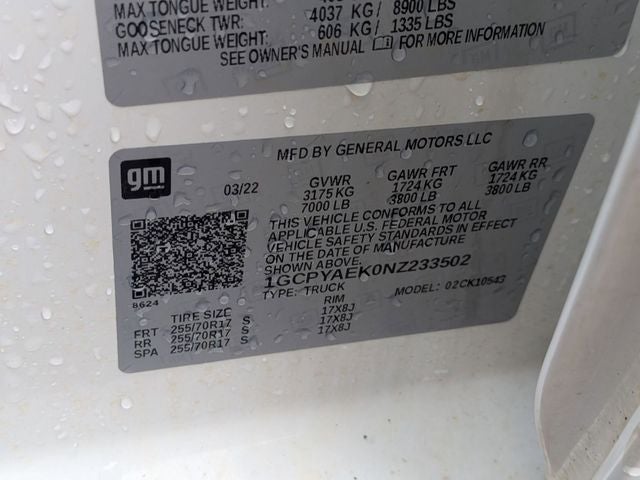 MAX TONGUE WEIGHT:
GOOSENECK TWR: 4037 KG / 8900 LBS
MAX TONGUE WEIGHT: 606 KG / 1335 LBS
SEE OWNER'S MANUAL FOR MORE INFORMATION
gm
MFD BY GENERAL MOTORS LLC
03/22 GVWR GAWR FRT GAWR RR
3175 KG 1724 KG 1724 KG
7000 LB 3800 LB 3800 LB
THIS VEHICLE CONFORMS TO ALL
APPLICABLE U.S. FEDERAL MOTOR
VEHICLE SAFETY STANDARDS IN EFFECT
ON THE DATE OF MANUFACTURE
SHOWN ABOVE.
1GCPYAEK0NZ233502
TYPE: TRUCK MODEL: 02CK10543
8624
TIRE SIZE RIM
FRT 255/70R17 S 17X8J
RR 255/70R17 S 17X8J
SPA 255/70R17 S 17X8J